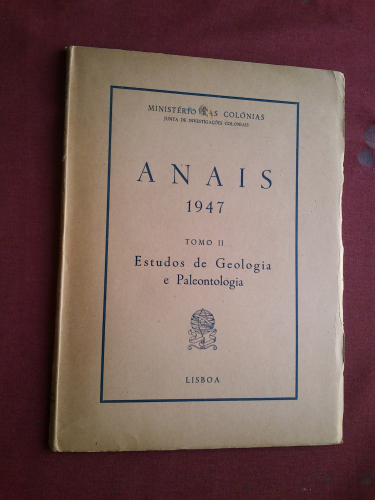 MINISTÉRIO DAS COLÓNIAS
JUNTA DE INVESTIGAÇÕES COLONIAIS
ANAIS
1947
TOMO II
Estudos de Geologia
e Paleontologia
LISBOA